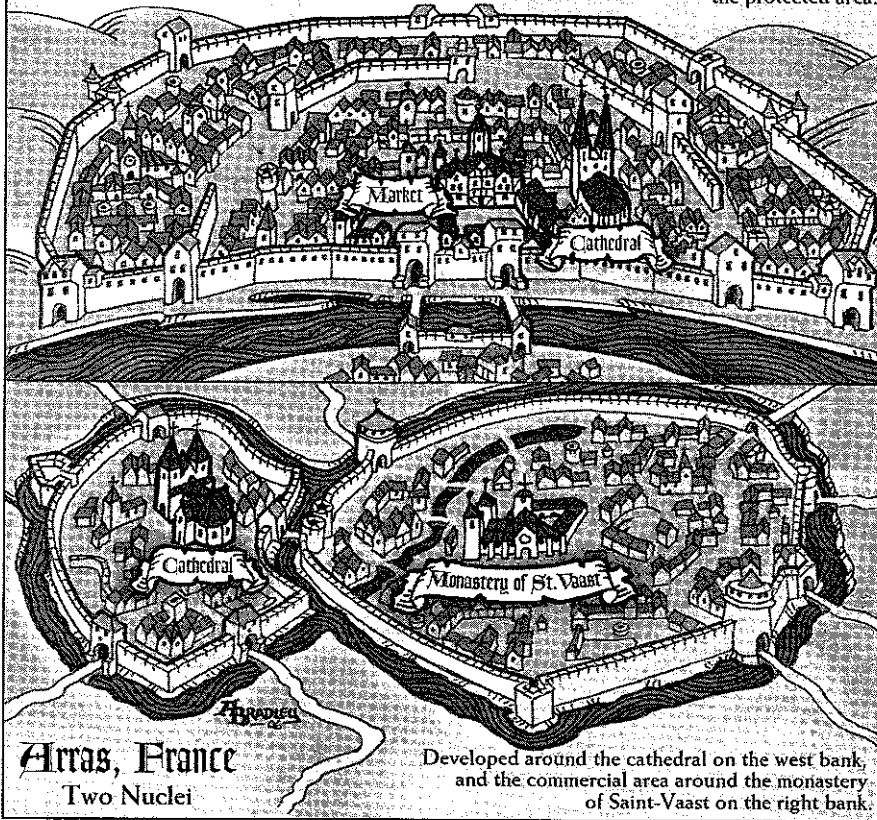 the protected area.
Market
Cathedral
Cathedral
Monastery of St. Vaast
ABRADLEY
Arras, France
Two Nuclei
Developed around the cathedral on the west bank,
and the commercial area around the monastery
of Saint-Vaast on the right bank.